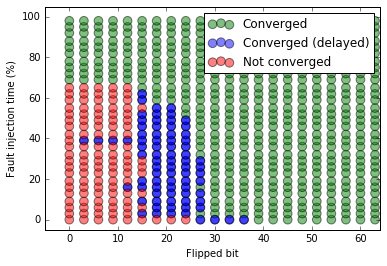 100
80
60
40
20
0
Fault injection time (%)
Converged
Converged (delayed)
Not converged
0 10 20 30 40 50 60
Flipped bit